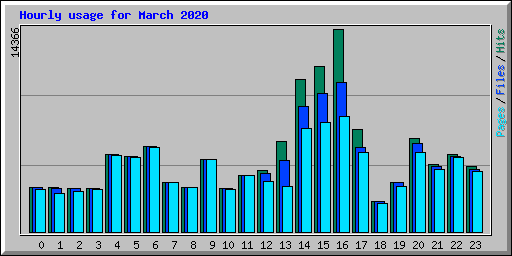 Hourly usage for March 2020
14366
Pages / Files / Hits
0 1 2 3 4 5 6 7 8 9 10 11 12 13 14 15 16 17 18 19 20 21 22 23